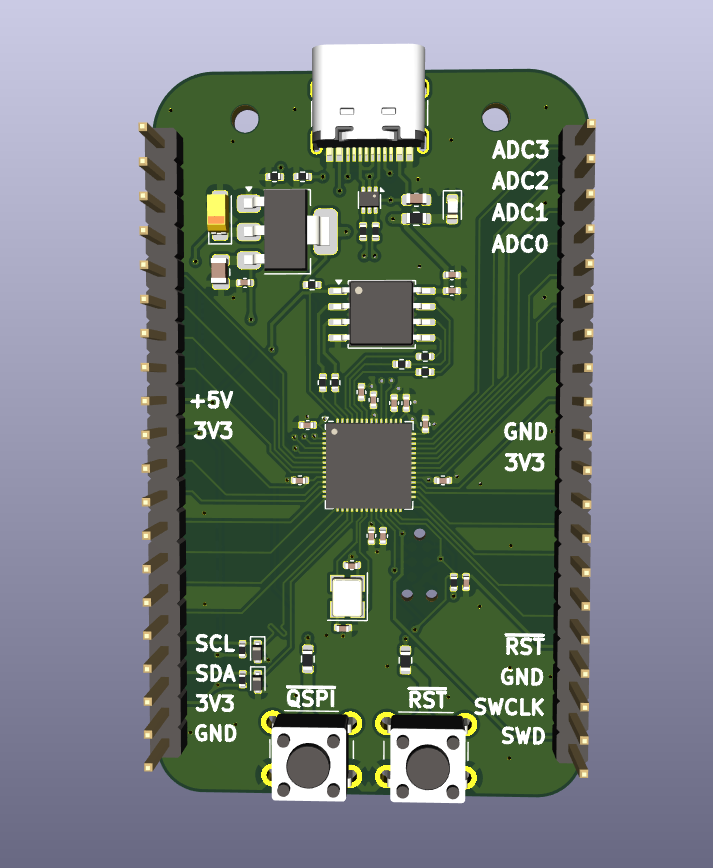 ADC3
ADC2
ADC1
ADC0
+5V
3V3
GND
3V3
SCL
SDA
3V3
GND
RST
GND
SWCLK
SWD
QSPI
RST